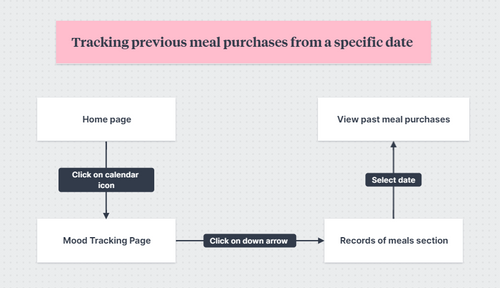 Tracking previous meal purchases from a specific date
Home page
View past meal purchases
Click on calendar
icon
Select date
Mood Tracking Page
Click on down arrow
Records of meals section